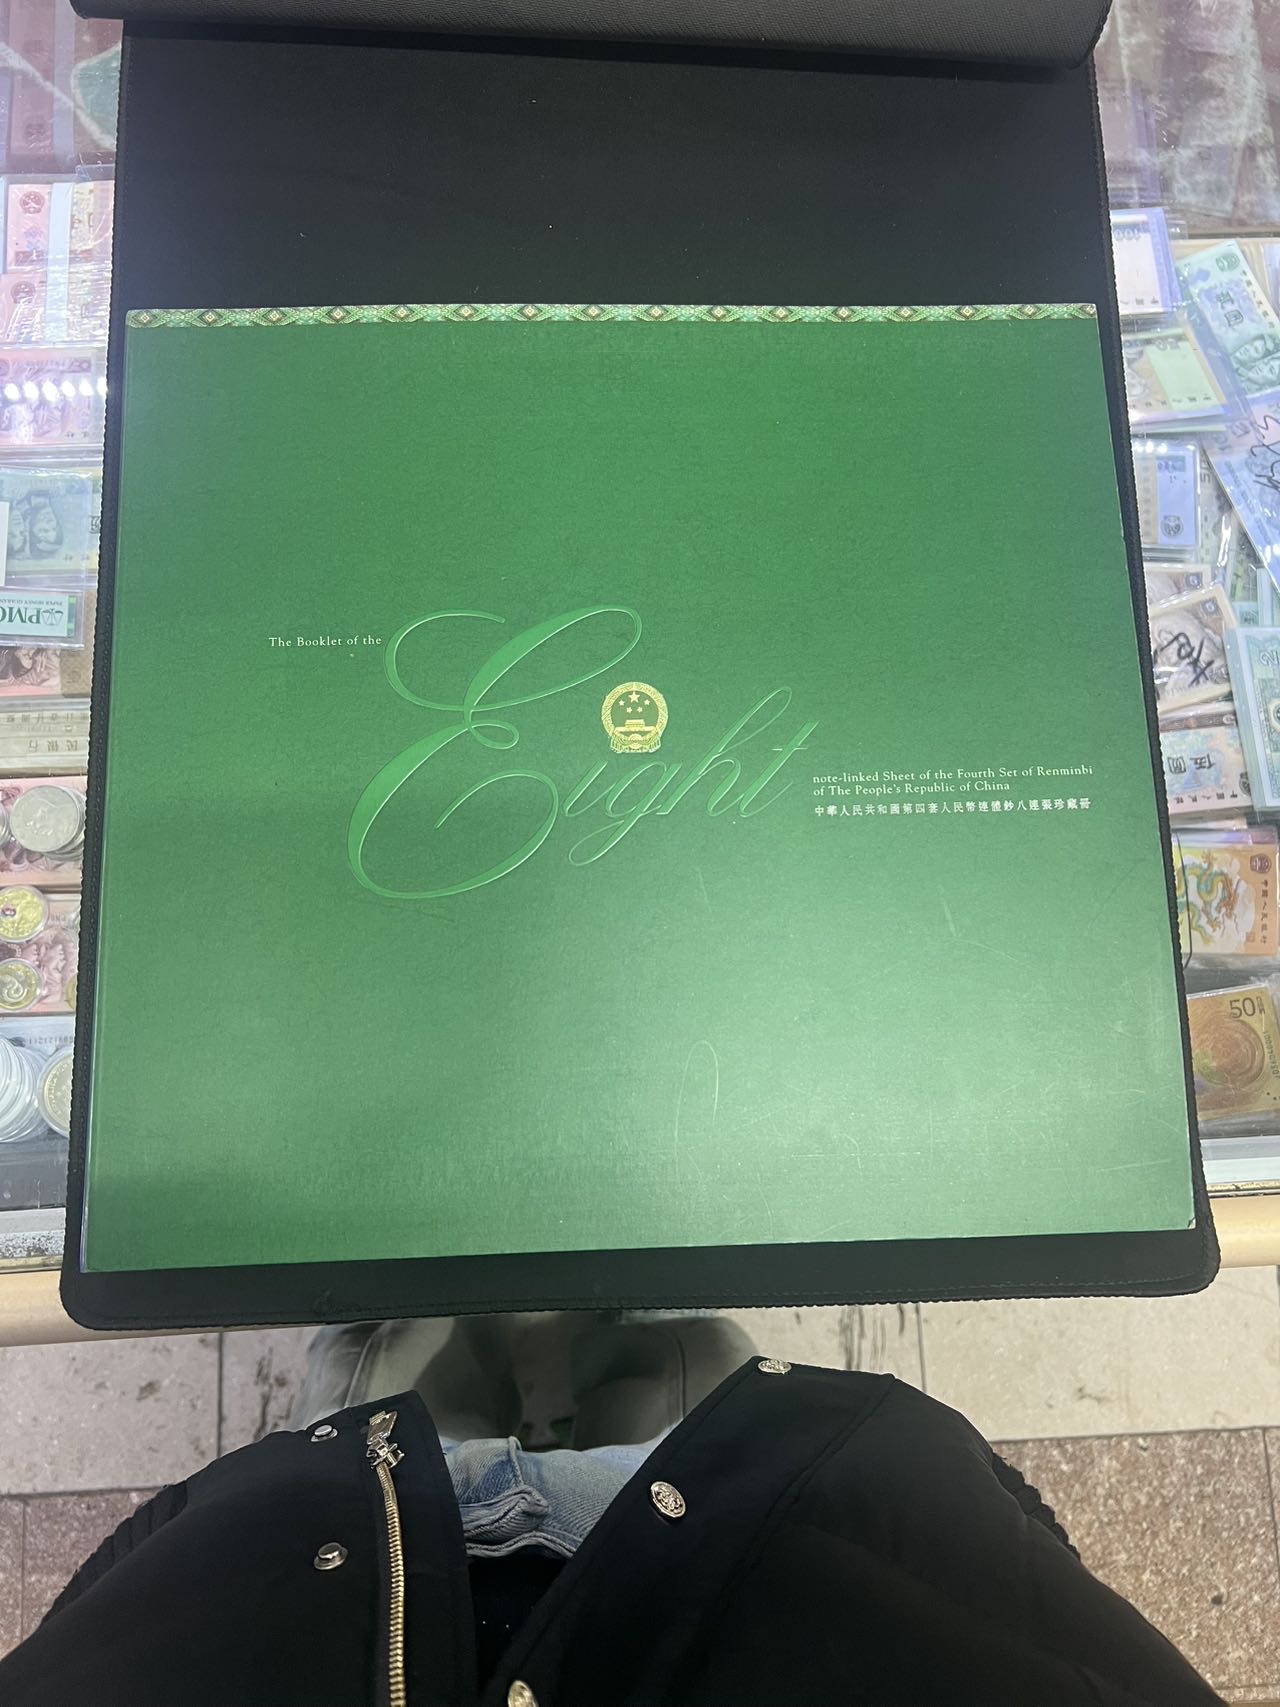 The Booklet of the
Eight
note-linked Sheet of the Fourth Set of Renminbi
of The People's Republic of China
中華人民共和國第四套人民幣連體鈔八連張珍藏冊
PMG
50